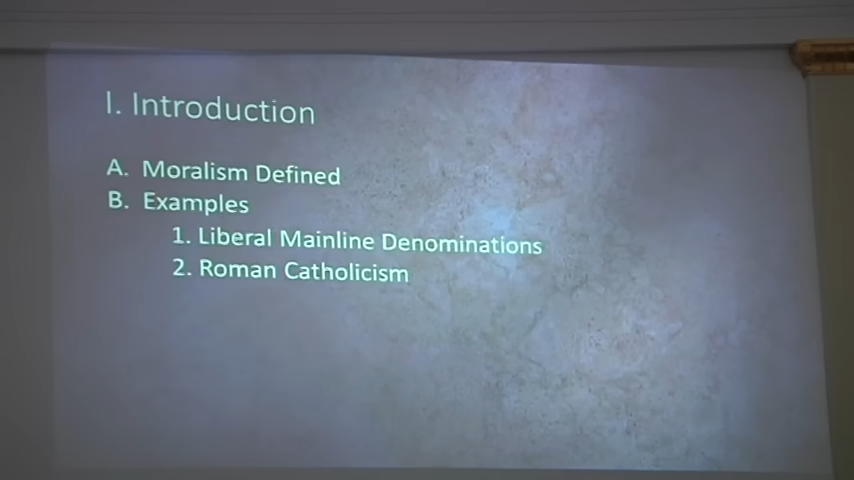 I. Introduction
A. Moralism Defined
B. Examples
1. Liberal Mainline Denominations
2. Roman Catholicism